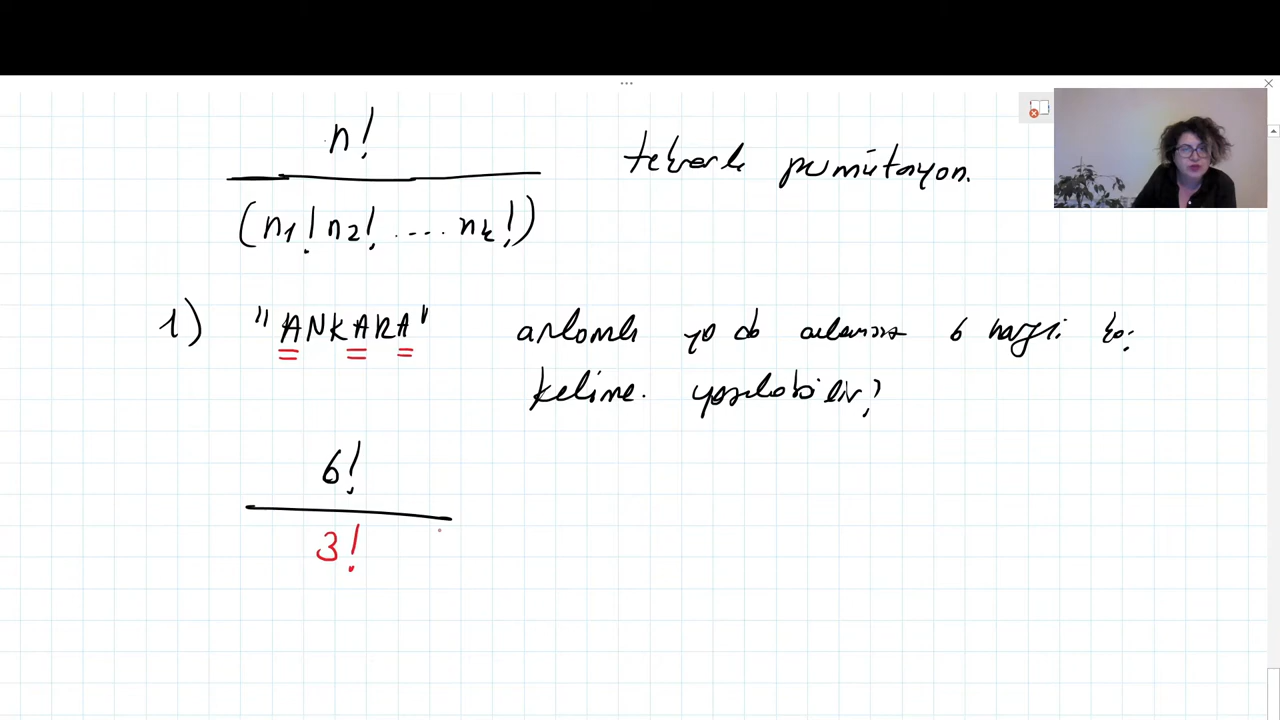 n!
(n1! n2! .... nk!)
tekrarlı permütasyon.
1) "ANKARA" anlamlı ya da anlamsız 6 harfli kaç
kelime. yazılabilir?
6!
3!